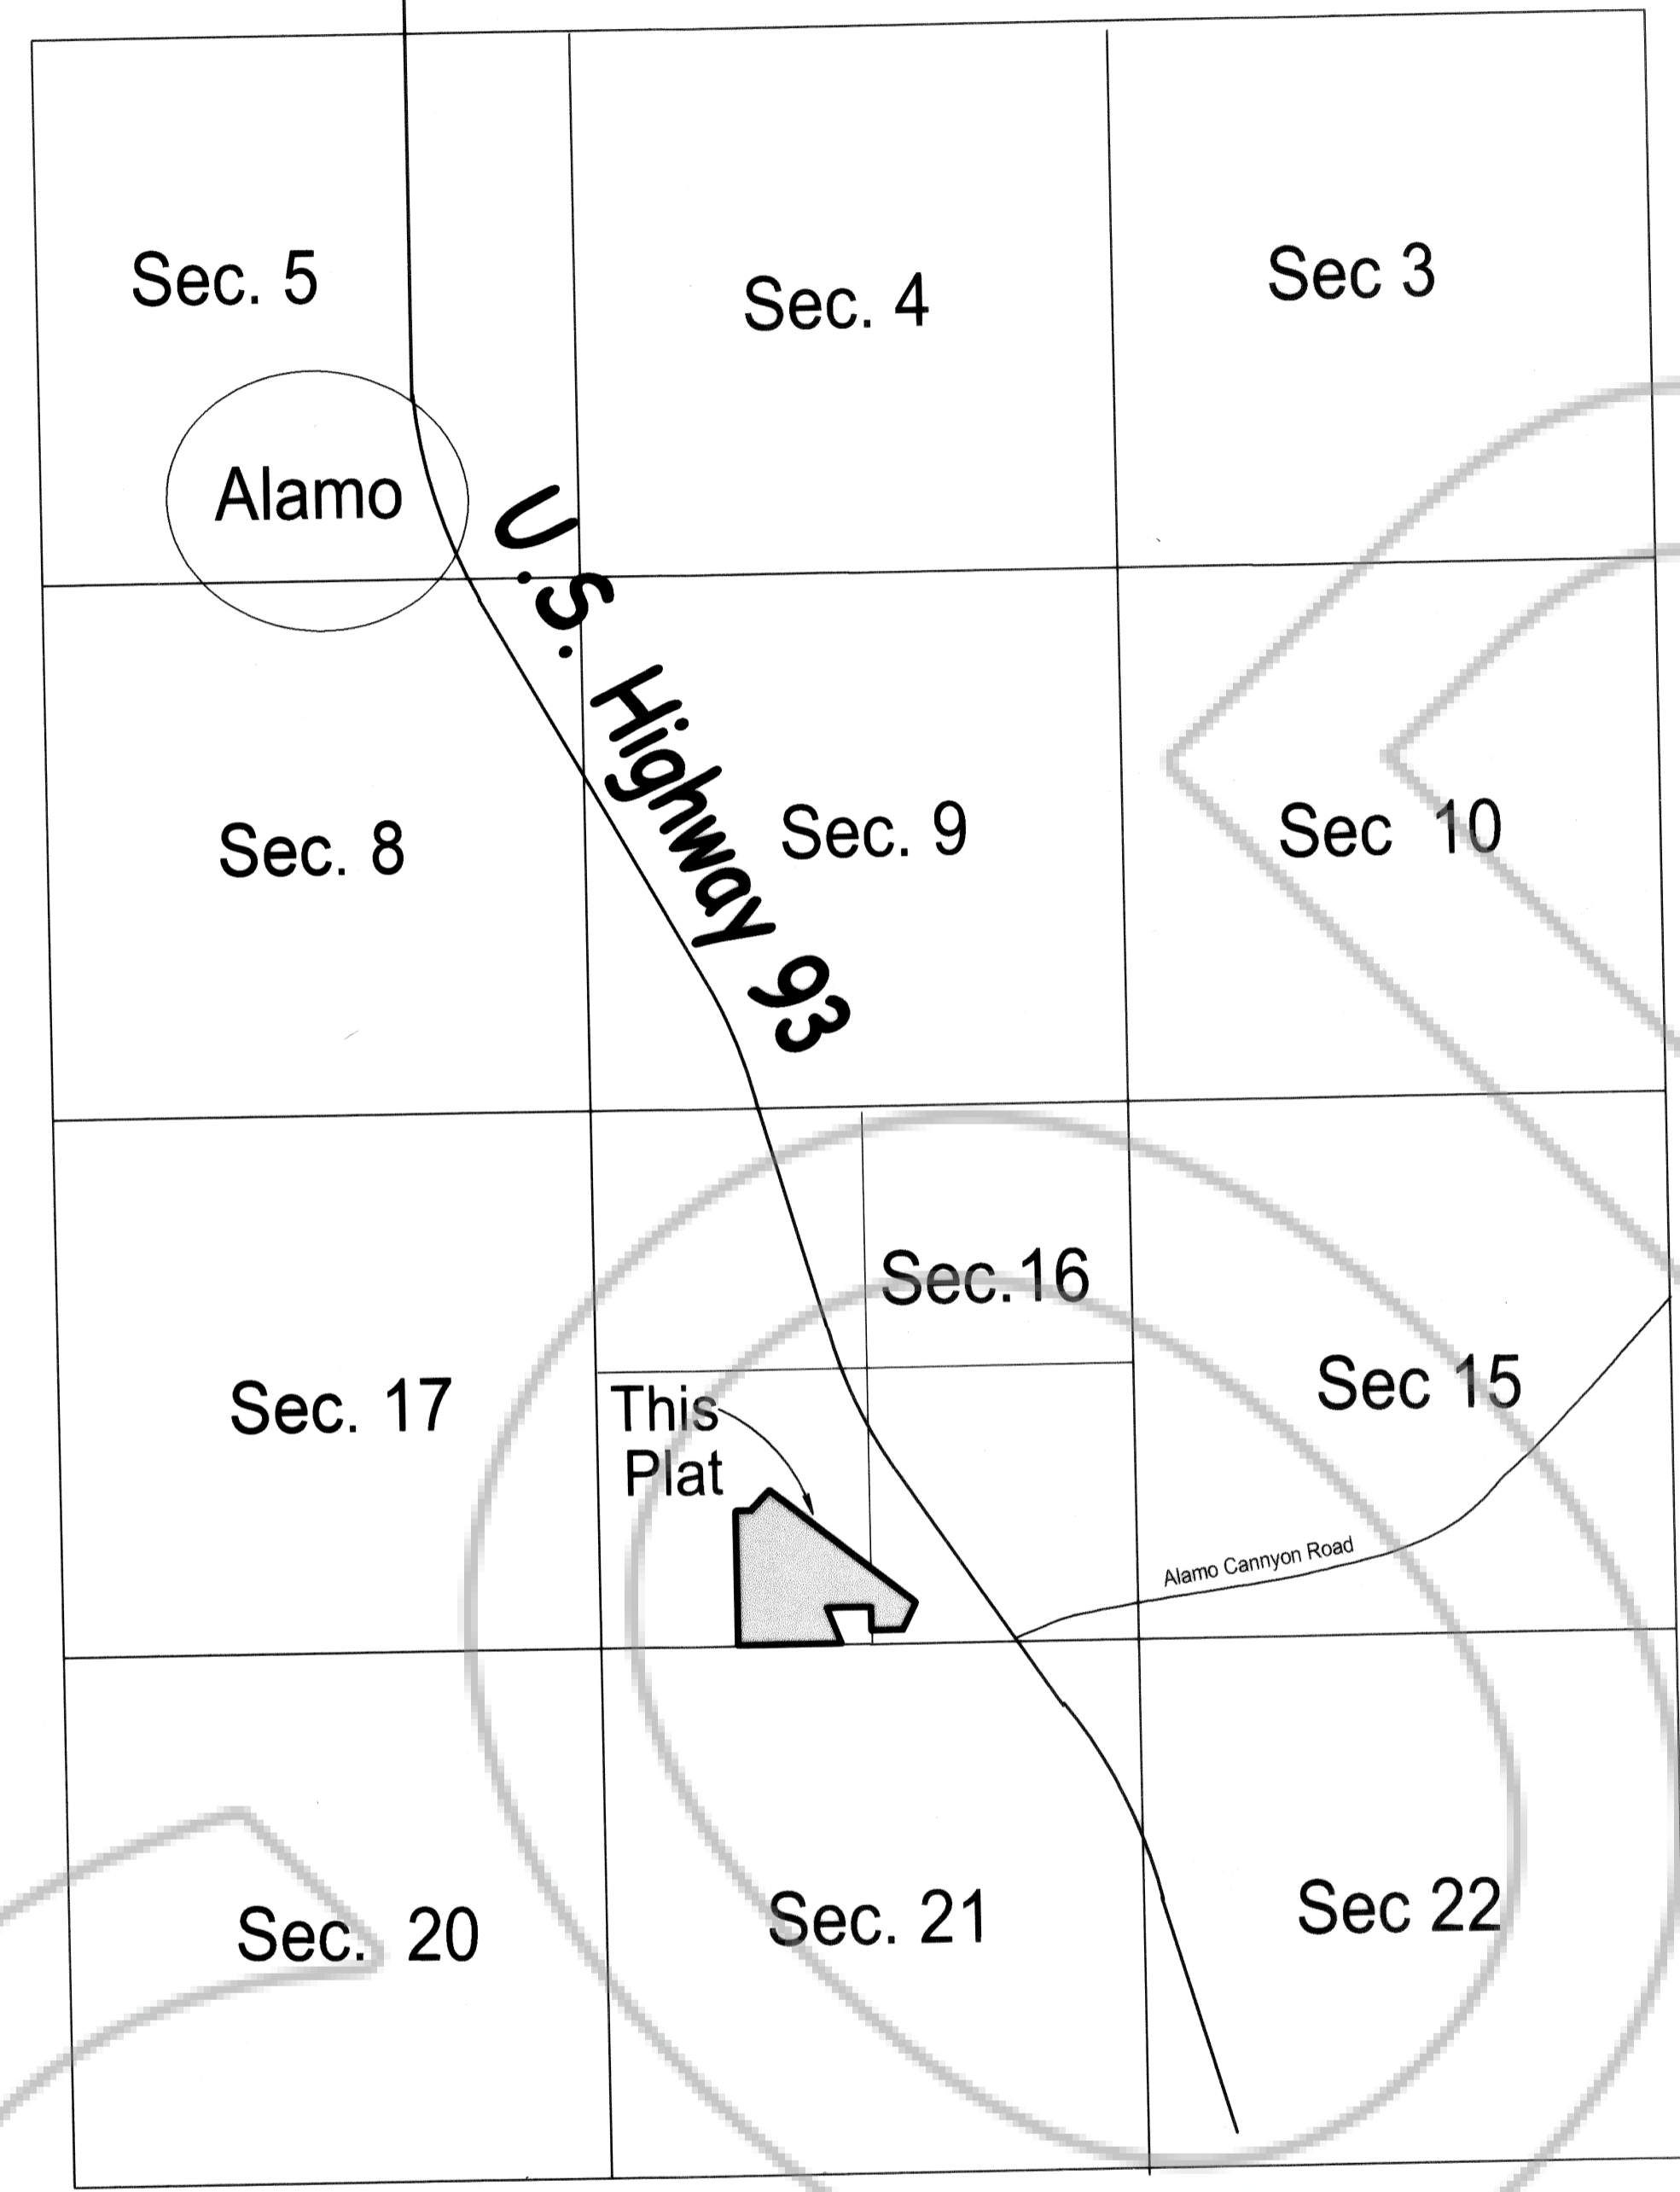 Sec. 5
Sec. 4
Sec 3
Alamo
U.S. Highway 93
Sec. 8
Sec. 9
Sec 10
Sec. 16
Sec. 17
This
Plat
Sec 15
Alamo Cannyon Road
Sec. 20
Sec. 21
Sec 22